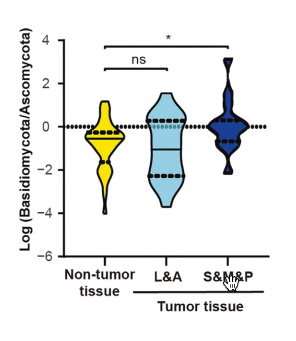 Log (Basidiomycota/Ascomycota)
4
2
0
−2
−4
−6
*
ns
Non-tumor
tissue
L&A
S&M&P
Tumor tissue